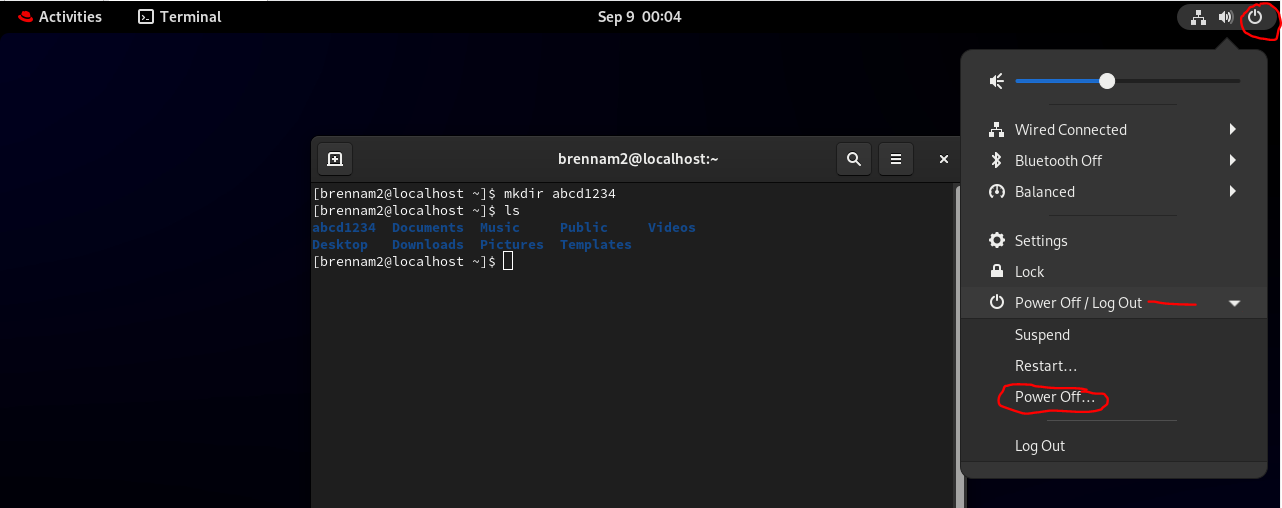 Activities Terminal Sep 9 00:04
brennam2@localhost:~
[brennam2@localhost ~]$ mkdir abcd1234
[brennam2@localhost ~]$ ls
abcd1234 Documents Music Public Videos
Desktop Downloads Pictures Templates
[brennam2@localhost ~]$
Wired Connected
Bluetooth Off
Balanced
Settings
Lock
Power Off / Log Out
Suspend
Restart...
Power Off...
Log Out